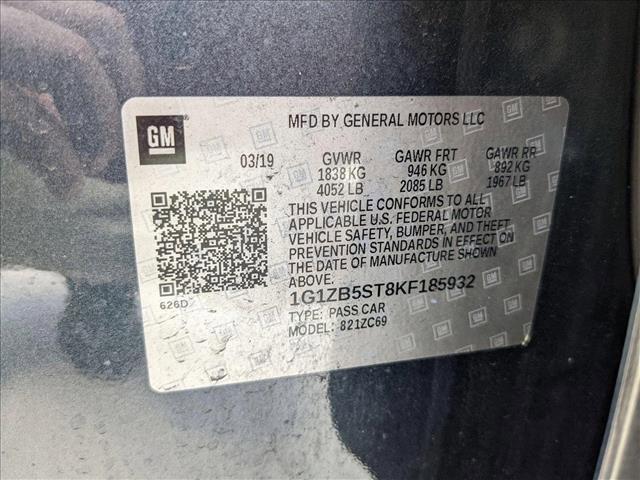 GM
MFD BY GENERAL MOTORS LLC
03/19 GVWR GAWR FRT GAWR RR
1838 KG 946 KG 892 KG
4052 LB 2085 LB 1967 LB
THIS VEHICLE CONFORMS TO ALL
APPLICABLE U.S. FEDERAL MOTOR
VEHICLE SAFETY, BUMPER, AND THEFT
PREVENTION STANDARDS IN EFFECT ON
THE DATE OF MANUFACTURE SHOWN
ABOVE.
1G1ZB5ST8KF185932
626D
TYPE: PASS CAR
MODEL: 821ZC69